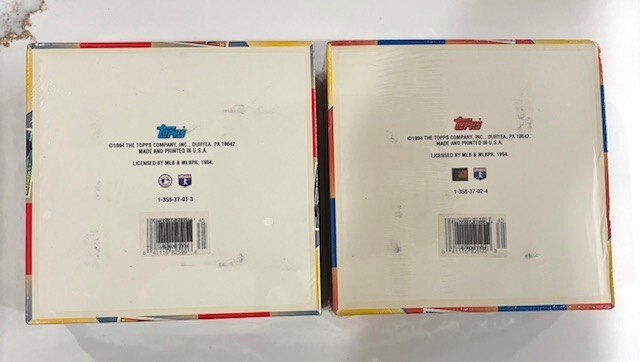 Topps
©1994 THE TOPPS COMPANY, INC., DURYEA, PA 18642.
MADE AND PRINTED IN U.S.A.
LICENSED BY MLB & MLBPA, 1994.
1-358-37-01-3
Topps
©1994 THE TOPPS COMPANY, INC., DURYEA, PA 18642.
MADE AND PRINTED IN U.S.A.
LICENSED BY MLB & MLBPA, 1994.
1-358-37-02-4